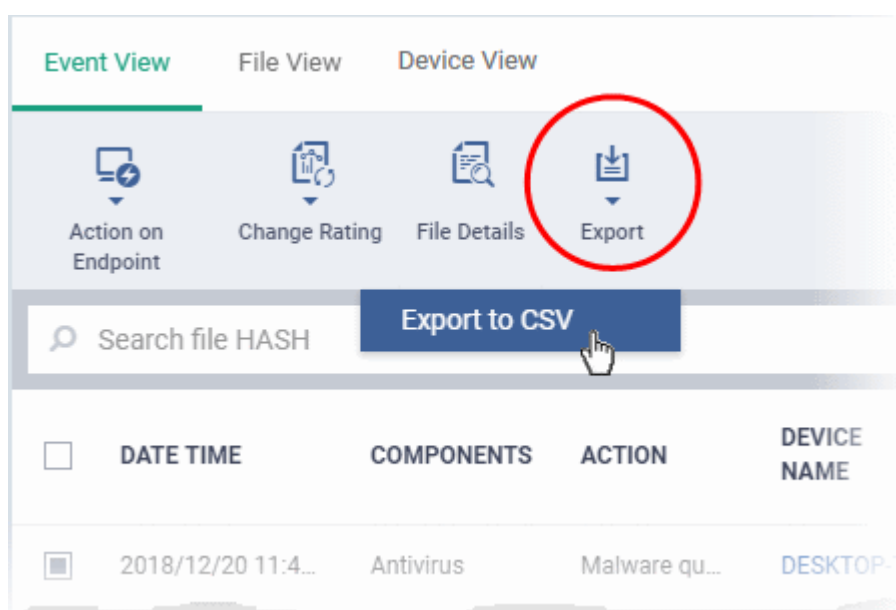 Event View File View Device View
Action on Endpoint
Change Rating
File Details
Export
Export to CSV
Search file HASH
DATE TIME COMPONENTS ACTION DEVICE NAME
2018/12/20 11:4... Antivirus Malware qu... DESKTOP-